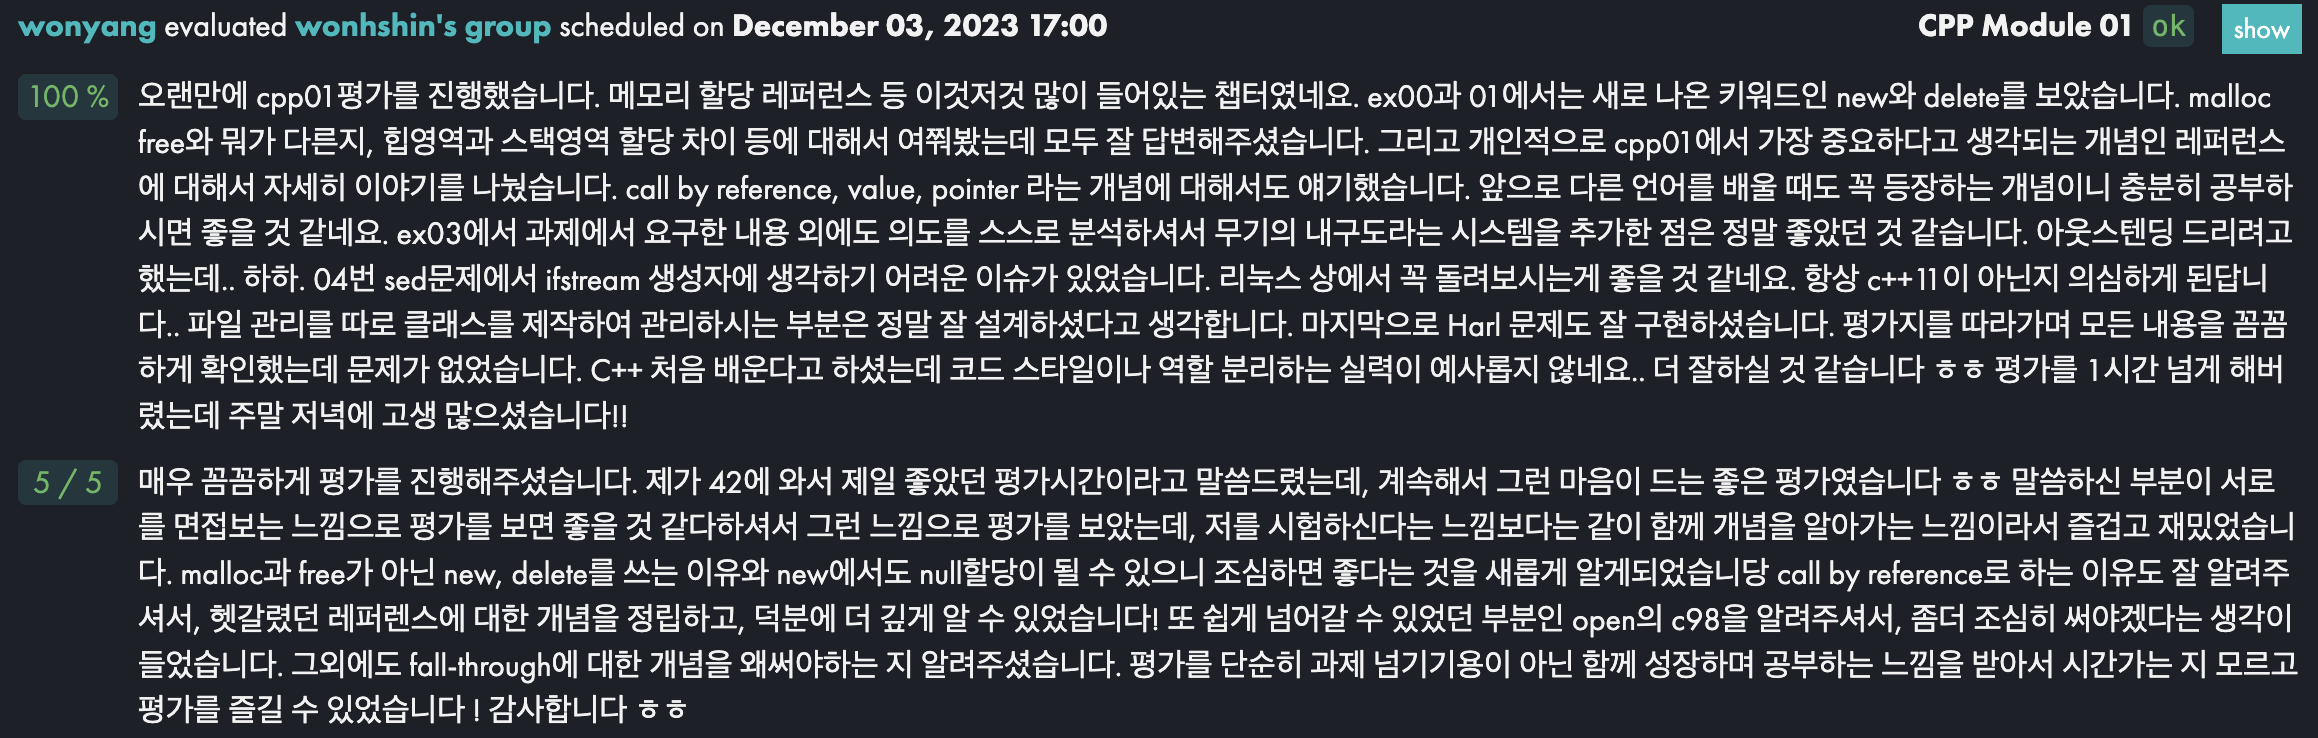 wonyang evaluated wonhshin's group scheduled on December 03, 2023 17:00 CPP Module 01 ok show
100 % 오랜만에 cpp01평가를 진행했습니다. 메모리 할당 레퍼런스 등 이것저것 많이 들어있는 챕터였네요. ex00과 01에서는 새로 나온 키워드인 new와 delete를 보았습니다. malloc
free와 뭐가 다른지, 힙영역과 스택영역 할당 차이 등에 대해서 여쭤봤는데 모두 잘 답변해주셨습니다. 그리고 개인적으로 cpp01에서 가장 중요하다고 생각되는 개념인 레퍼런스
에 대해서 자세히 이야기를 나눴습니다. call by reference, value, pointer 라는 개념에 대해서도 얘기했습니다. 앞으로 다른 언어를 배울 때도 꼭 등장하는 개념이니 충분히 공부하
시면 좋을 것 같네요. ex03에서 과제에서 요구한 내용 외에도 의도를 스스로 분석하셔서 무기의 내구도라는 시스템을 추가한 점은 정말 좋았던 것 같습니다. 아웃스텐딩 드리려고
했는데.. 하하. 04번 sed문제에서 ifstream 생성자에 생각하기 어려운 이슈가 있었습니다. 리눅스 상에서 꼭 돌려보시는게 좋을 것 같네요. 항상 c++11이 아닌지 의심하게 된답니
다.. 파일 관리를 따로 클래스를 제작하여 관리하시는 부분은 정말 잘 설계하셨다고 생각합니다. 마지막으로 Harl 문제도 잘 구현하셨습니다. 평가지를 따라가며 모든 내용을 꼼꼼
하게 확인했는데 문제가 없었습니다. C++ 처음 배운다고 하셨는데 코드 스타일이나 역할 분리하는 실력이 예사롭지 않네요.. 더 잘하실 것 같습니다 ㅎㅎ 평가를 1시간 넘게 해버
렸는데 주말 저녁에 고생 많으셨습니다!!
5 / 5 매우 꼼꼼하게 평가를 진행해주셨습니다. 제가 42에 와서 제일 좋았던 평가시간이라고 말씀드렸는데, 계속해서 그런 마음이 드는 좋은 평가였습니다 ㅎㅎ 말씀하신 부분이 서로
를 면접보는 느낌으로 평가를 보면 좋을 것 같다하셔서 그런 느낌으로 평가를 보았는데, 저를 시험하신다는 느낌보다는 같이 함께 개념을 알아가는 느낌이라서 즐겁고 재밌었습니
다. malloc과 free가 아닌 new, delete를 쓰는 이유와 new에서도 null할당이 될 수 있으니 조심하면 좋다는 것을 새롭게 알게되었습니당 call by reference로 하는 이유도 잘 알려주
셔서, 헷갈렸던 레퍼렌스에 대한 개념을 정립하고, 덕분에 더 깊게 알 수 있었습니다! 또 쉽게 넘어갈 수 있었던 부분인 open의 c98을 알려주셔서, 좀더 조심히 써야겠다는 생각이
들었습니다. 그외에도 fall-through에 대한 개념을 왜써야하는 지 알려주셨습니다. 평가를 단순히 과제 넘기기용이 아닌 함께 성장하며 공부하는 느낌을 받아서 시간가는 지 모르고
평가를 즐길 수 있었습니다 ! 감사합니다 ㅎㅎ